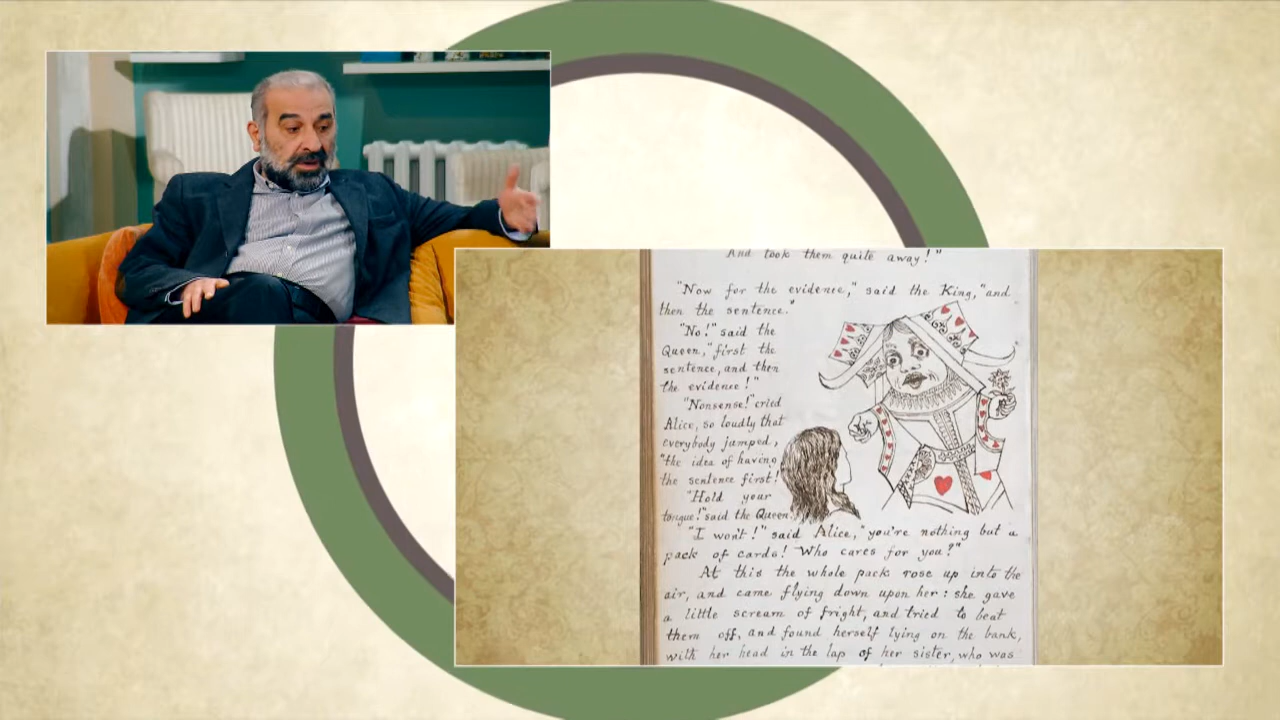 And took them quite away!"
"Now for the evidence," said the King, "and
then the sentence."
"No!" said the
Queen, "first the
sentence, and then
the evidence!"
"Nonsense!" cried
Alice, so loudly that
everybody jumped,
"the idea of having
the sentence first!
"Hold your
tongue!" said the Queen.
"I won't!" said Alice, "you're nothing but a
pack of cards! Who cares for you?"
At this the whole pack rose up into the
air, and came flying down upon her: she gave
a little scream of fright, and tried to beat
them off, and found herself lying on the bank,
with her head in the lap of her sister, who was